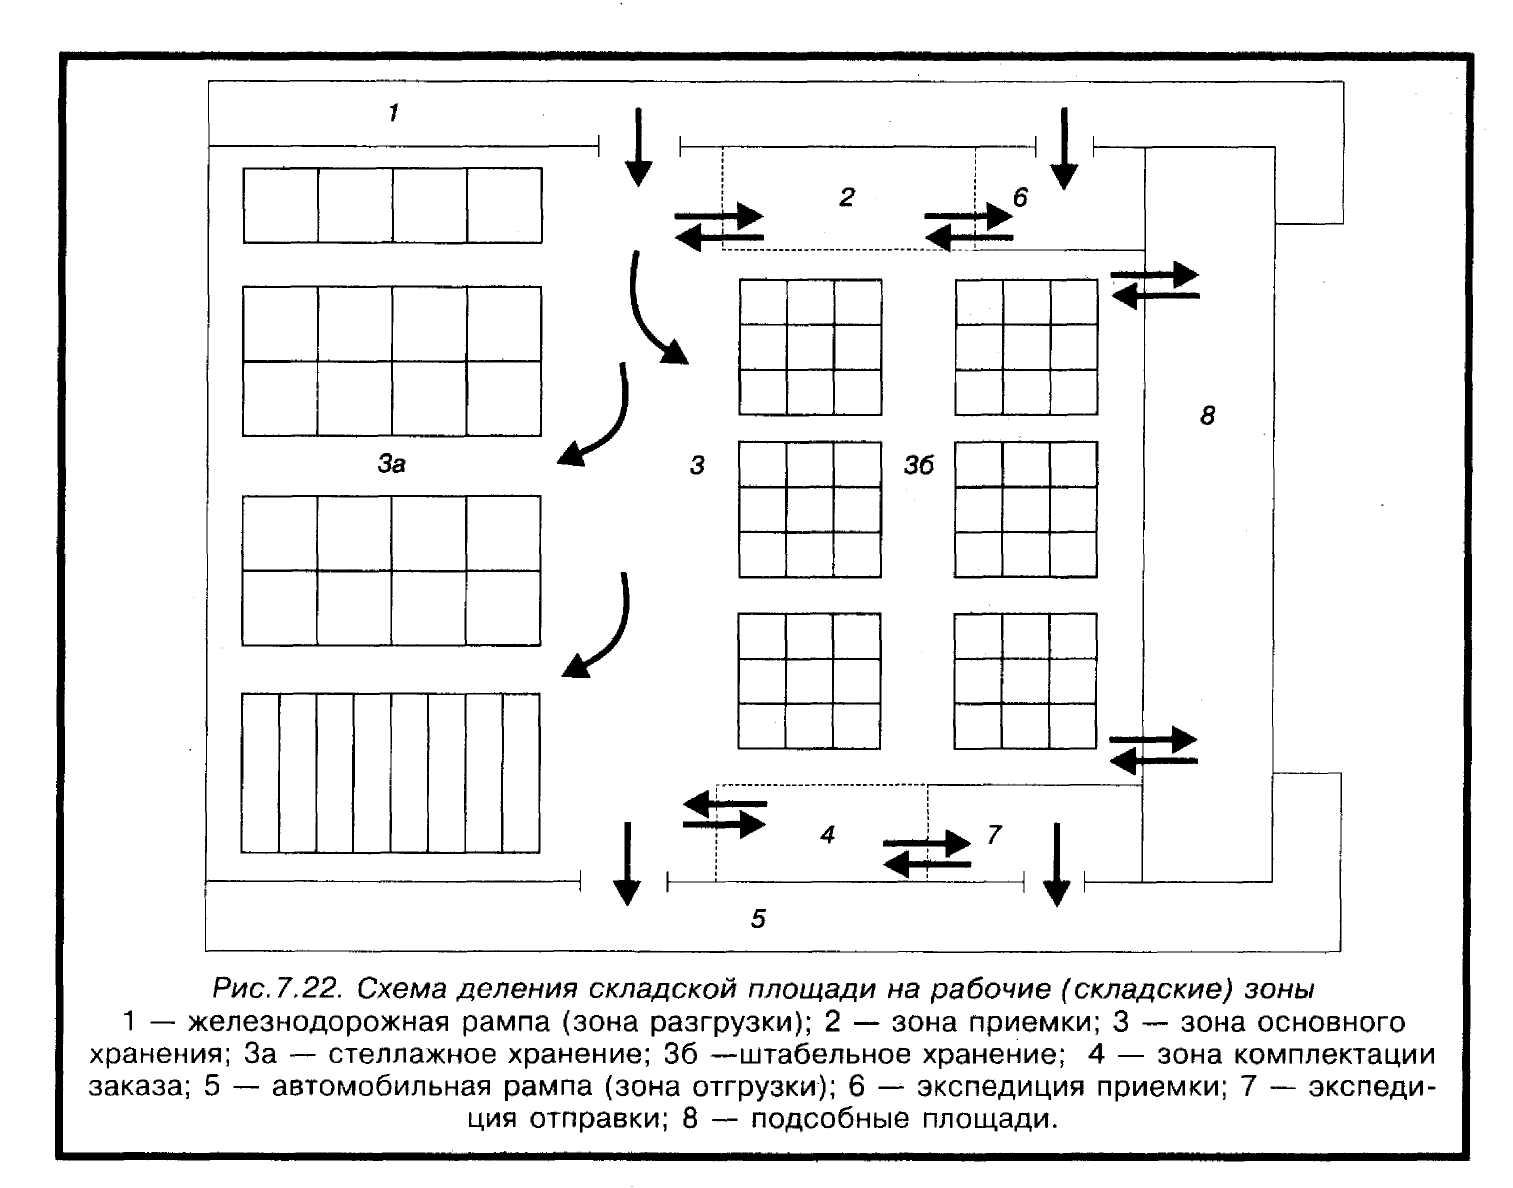 1
2
6
8
3а
3
3б
4
7
5
Рис.7.22. Схема деления складской площади на рабочие (складские) зоны
1 — железнодорожная рампа (зона разгрузки); 2 — зона приемки; 3 — зона основного
хранения; 3а — стеллажное хранение; 3б —штабельное хранение; 4 — зона комплектации
заказа; 5 — автомобильная рампа (зона отгрузки); 6 — экспедиция приемки; 7 — экспеди-
ция отправки; 8 — подсобные площади.